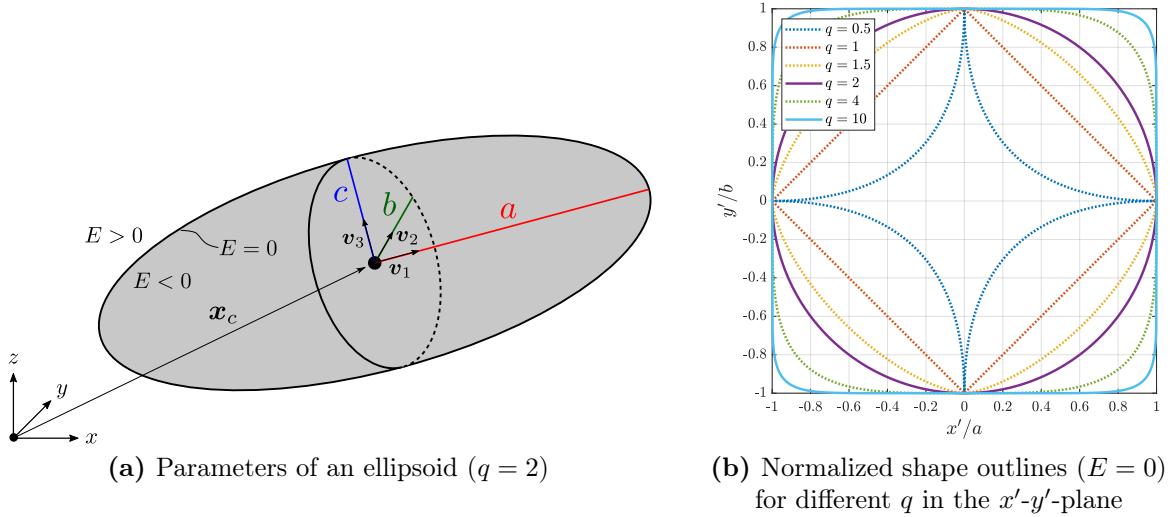 c
b
a
E > 0
E = 0
v₃
v₂
v₁
E < 0
x_c
z
y
x
(a) Parameters of an ellipsoid (q = 2)
1
0.8
0.6
0.4
0.2
0
-0.2
-0.4
-0.6
-0.8
-1
y′/b
q = 0.5
q = 1
q = 1.5
q = 2
q = 4
q = 10
-1 -0.8 -0.6 -0.4 -0.2 0 0.2 0.4 0.6 0.8 1
x′/a
(b) Normalized shape outlines (E = 0)
for different q in the x′-y′-plane